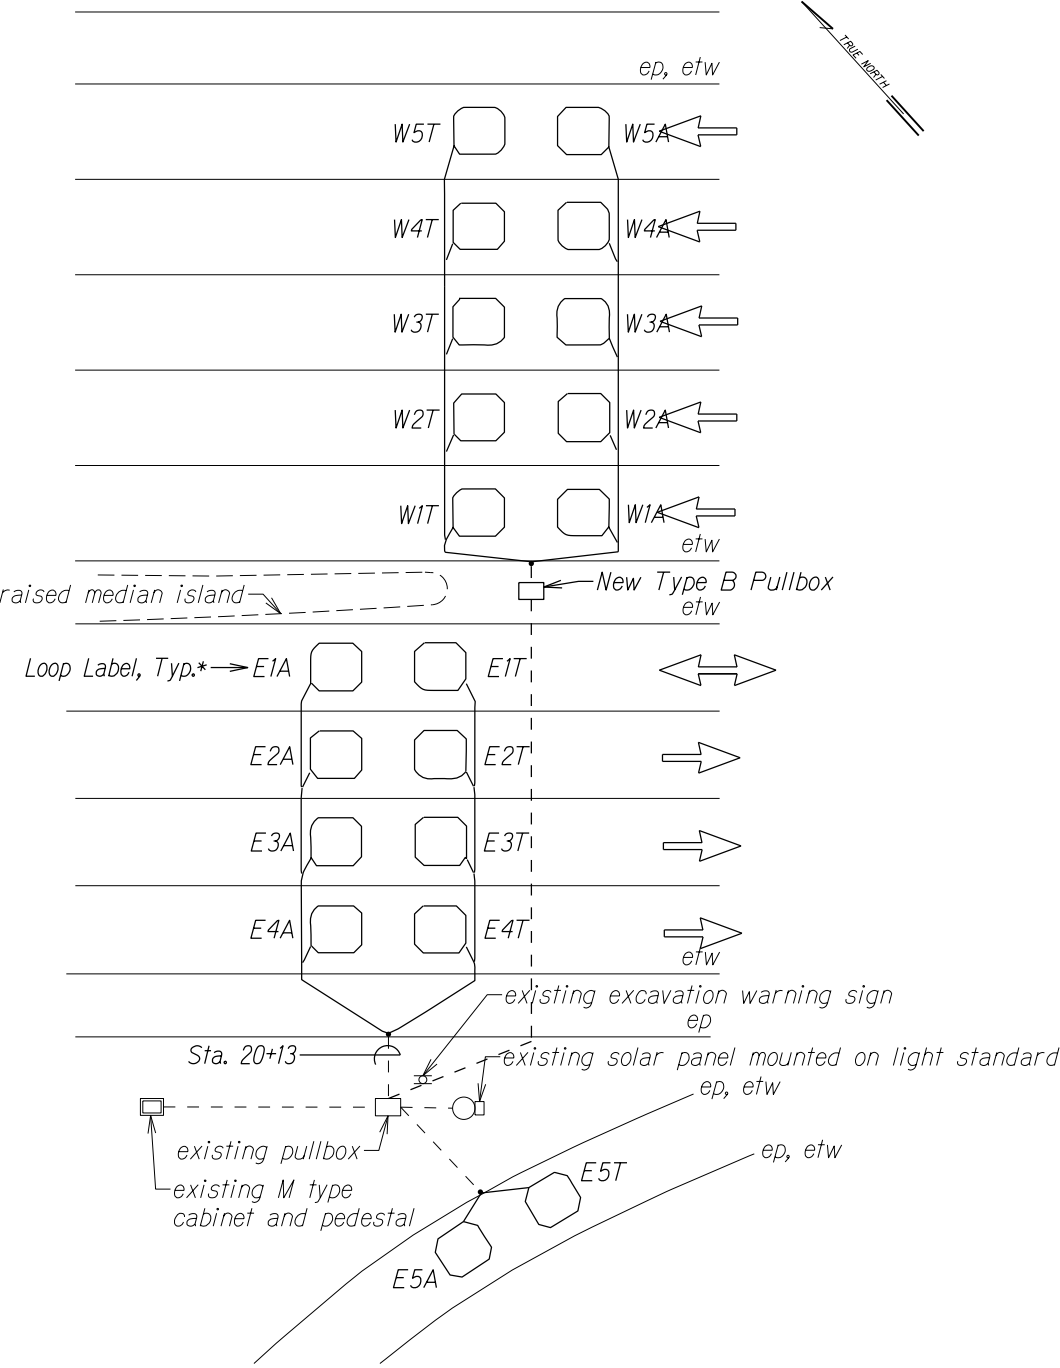 TRUE NORTH
ep, etw
W5T W5A
W4T W4A
W3T W3A
W2T W2A
W1T W1A
etw
New Type B Pullbox
raised median island
etw
Loop Label, Typ.* E1A E1T
E2A E2T
E3A E3T
E4A E4T
etw
existing excavation warning sign
ep
Sta. 20+13
existing solar panel mounted on light standard
ep, etw
existing pullbox
ep, etw
E5T
existing M type
cabinet and pedestal
E5A